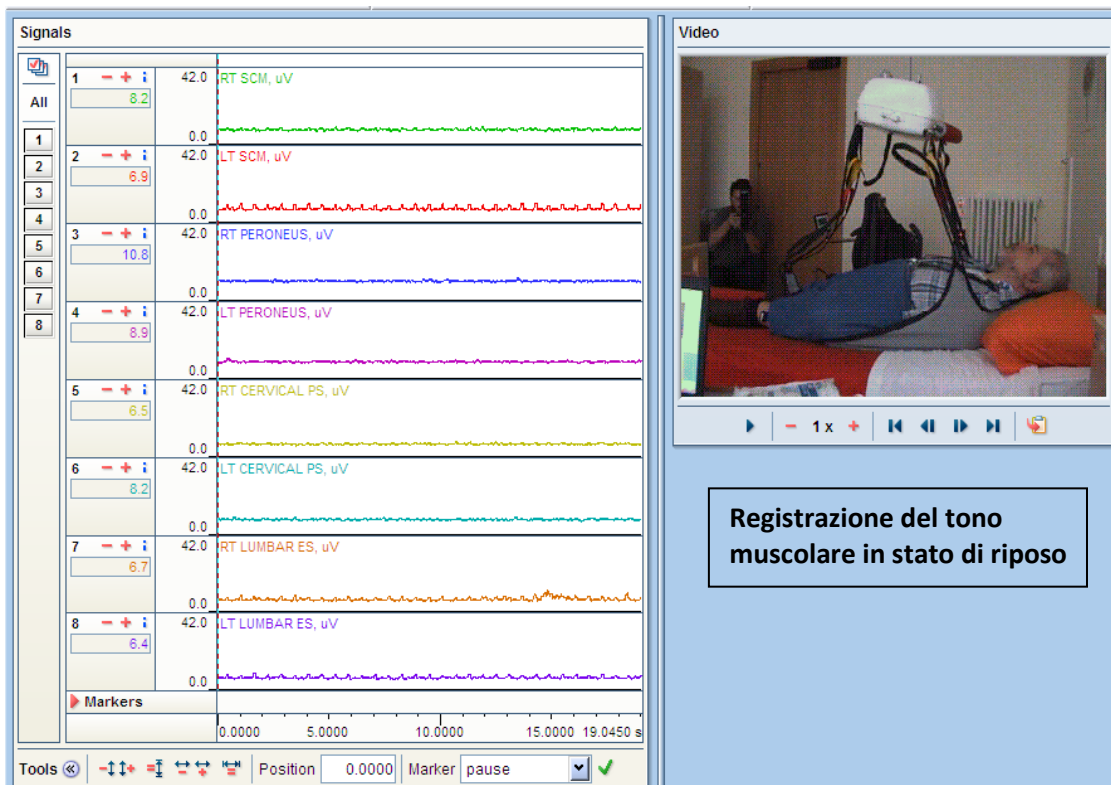 Signals
All
1
2
3
4
5
6
7
8
1 − + i 42.0 RT SCM, uV
8.2
0.0
2 − + i 42.0 LT SCM, uV
6.9
0.0
3 − + i 42.0 RT PERONEUS, uV
10.8
0.0
4 − + i 42.0 LT PERONEUS, uV
8.9
0.0
5 − + i 42.0 RT CERVICAL PS, uV
6.5
0.0
6 − + i 42.0 LT CERVICAL PS, uV
8.2
0.0
7 − + i 42.0 RT LUMBAR ES, uV
6.7
0.0
8 − + i 42.0 LT LUMBAR ES, uV
6.4
0.0
Markers
0.0000 5.0000 10.0000 15.0000 19.0450 s
Tools Position 0.0000 Marker pause
Video
− 1 x +
Registrazione del tono
muscolare in stato di riposo